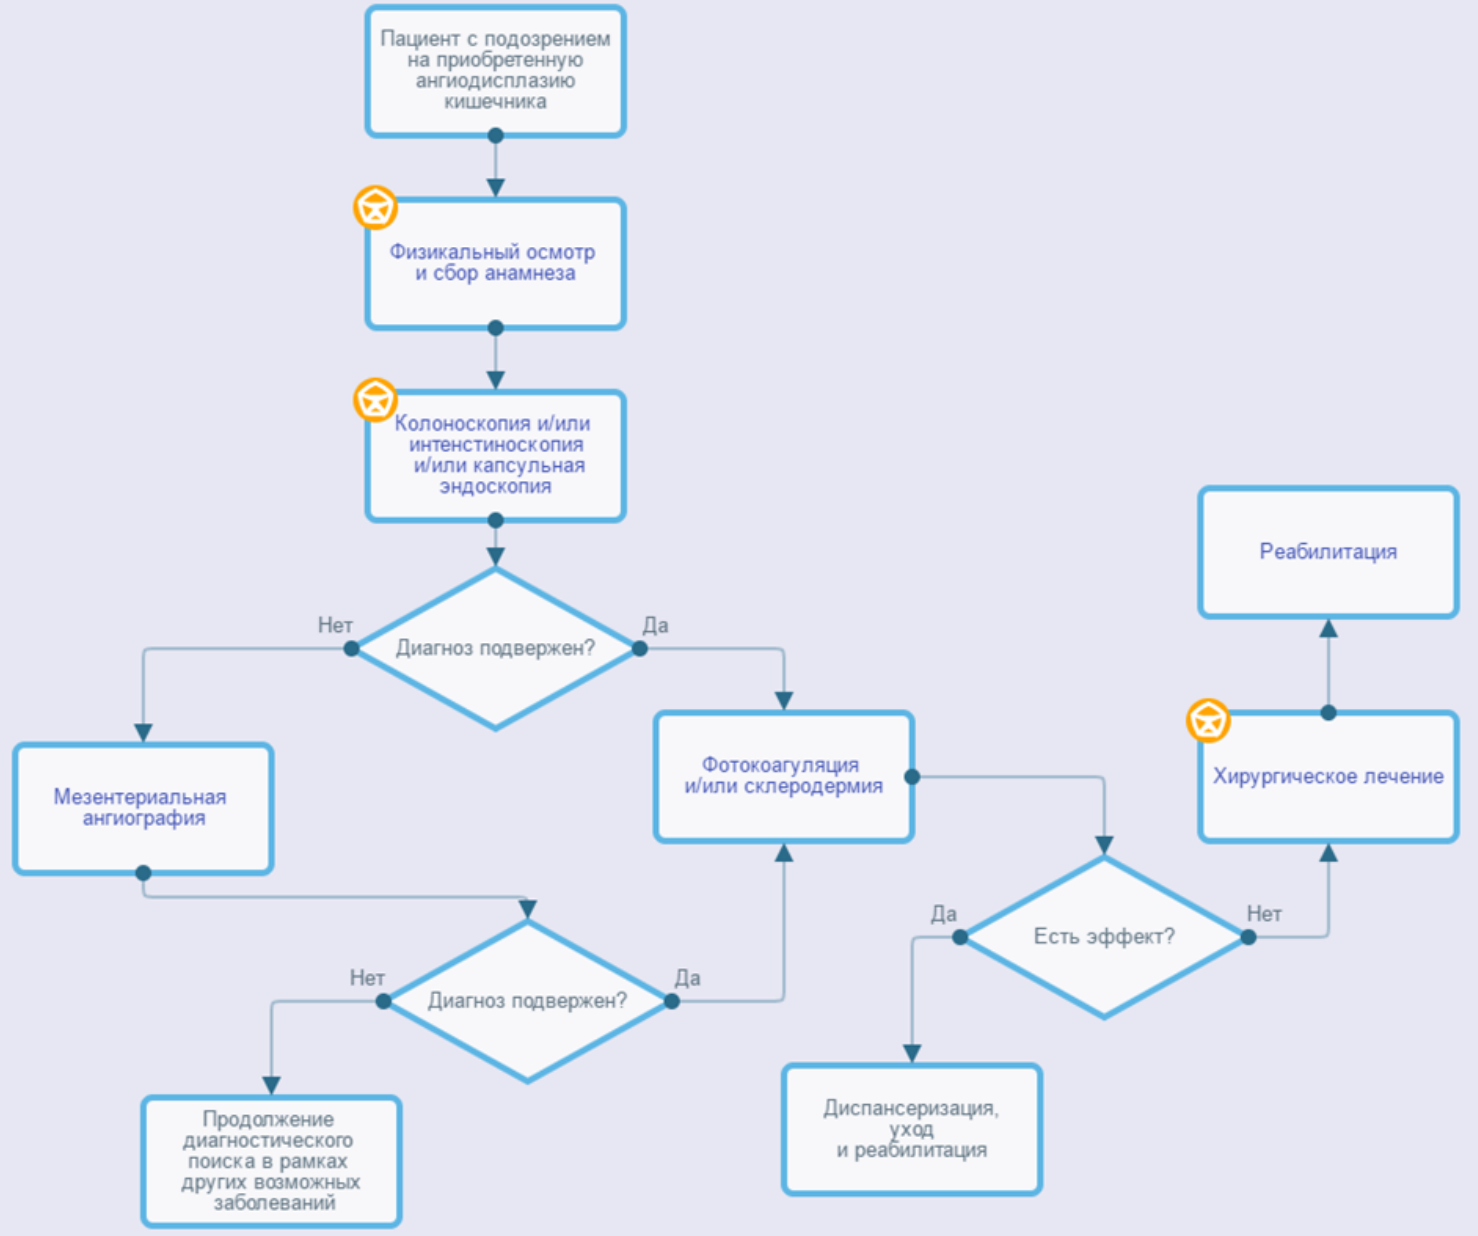 Пациент с подозрением
на приобретенную
ангиодисплазию
кишечника
Физикальный осмотр
и сбор анамнеза
Колоноскопия и/или
интенстиноскопия
и/или капсульная
эндоскопия
Нет
Диагноз подвержен?
Да
Мезентериальная
ангиография
Фотокоагуляция
и/или склеродермия
Нет
Диагноз подвержен?
Да
Продолжение
диагностического
поиска в рамках
других возможных
заболеваний
Да
Есть эффект?
Нет
Диспансеризация,
уход
и реабилитация
Хирургическое лечение
Реабилитация